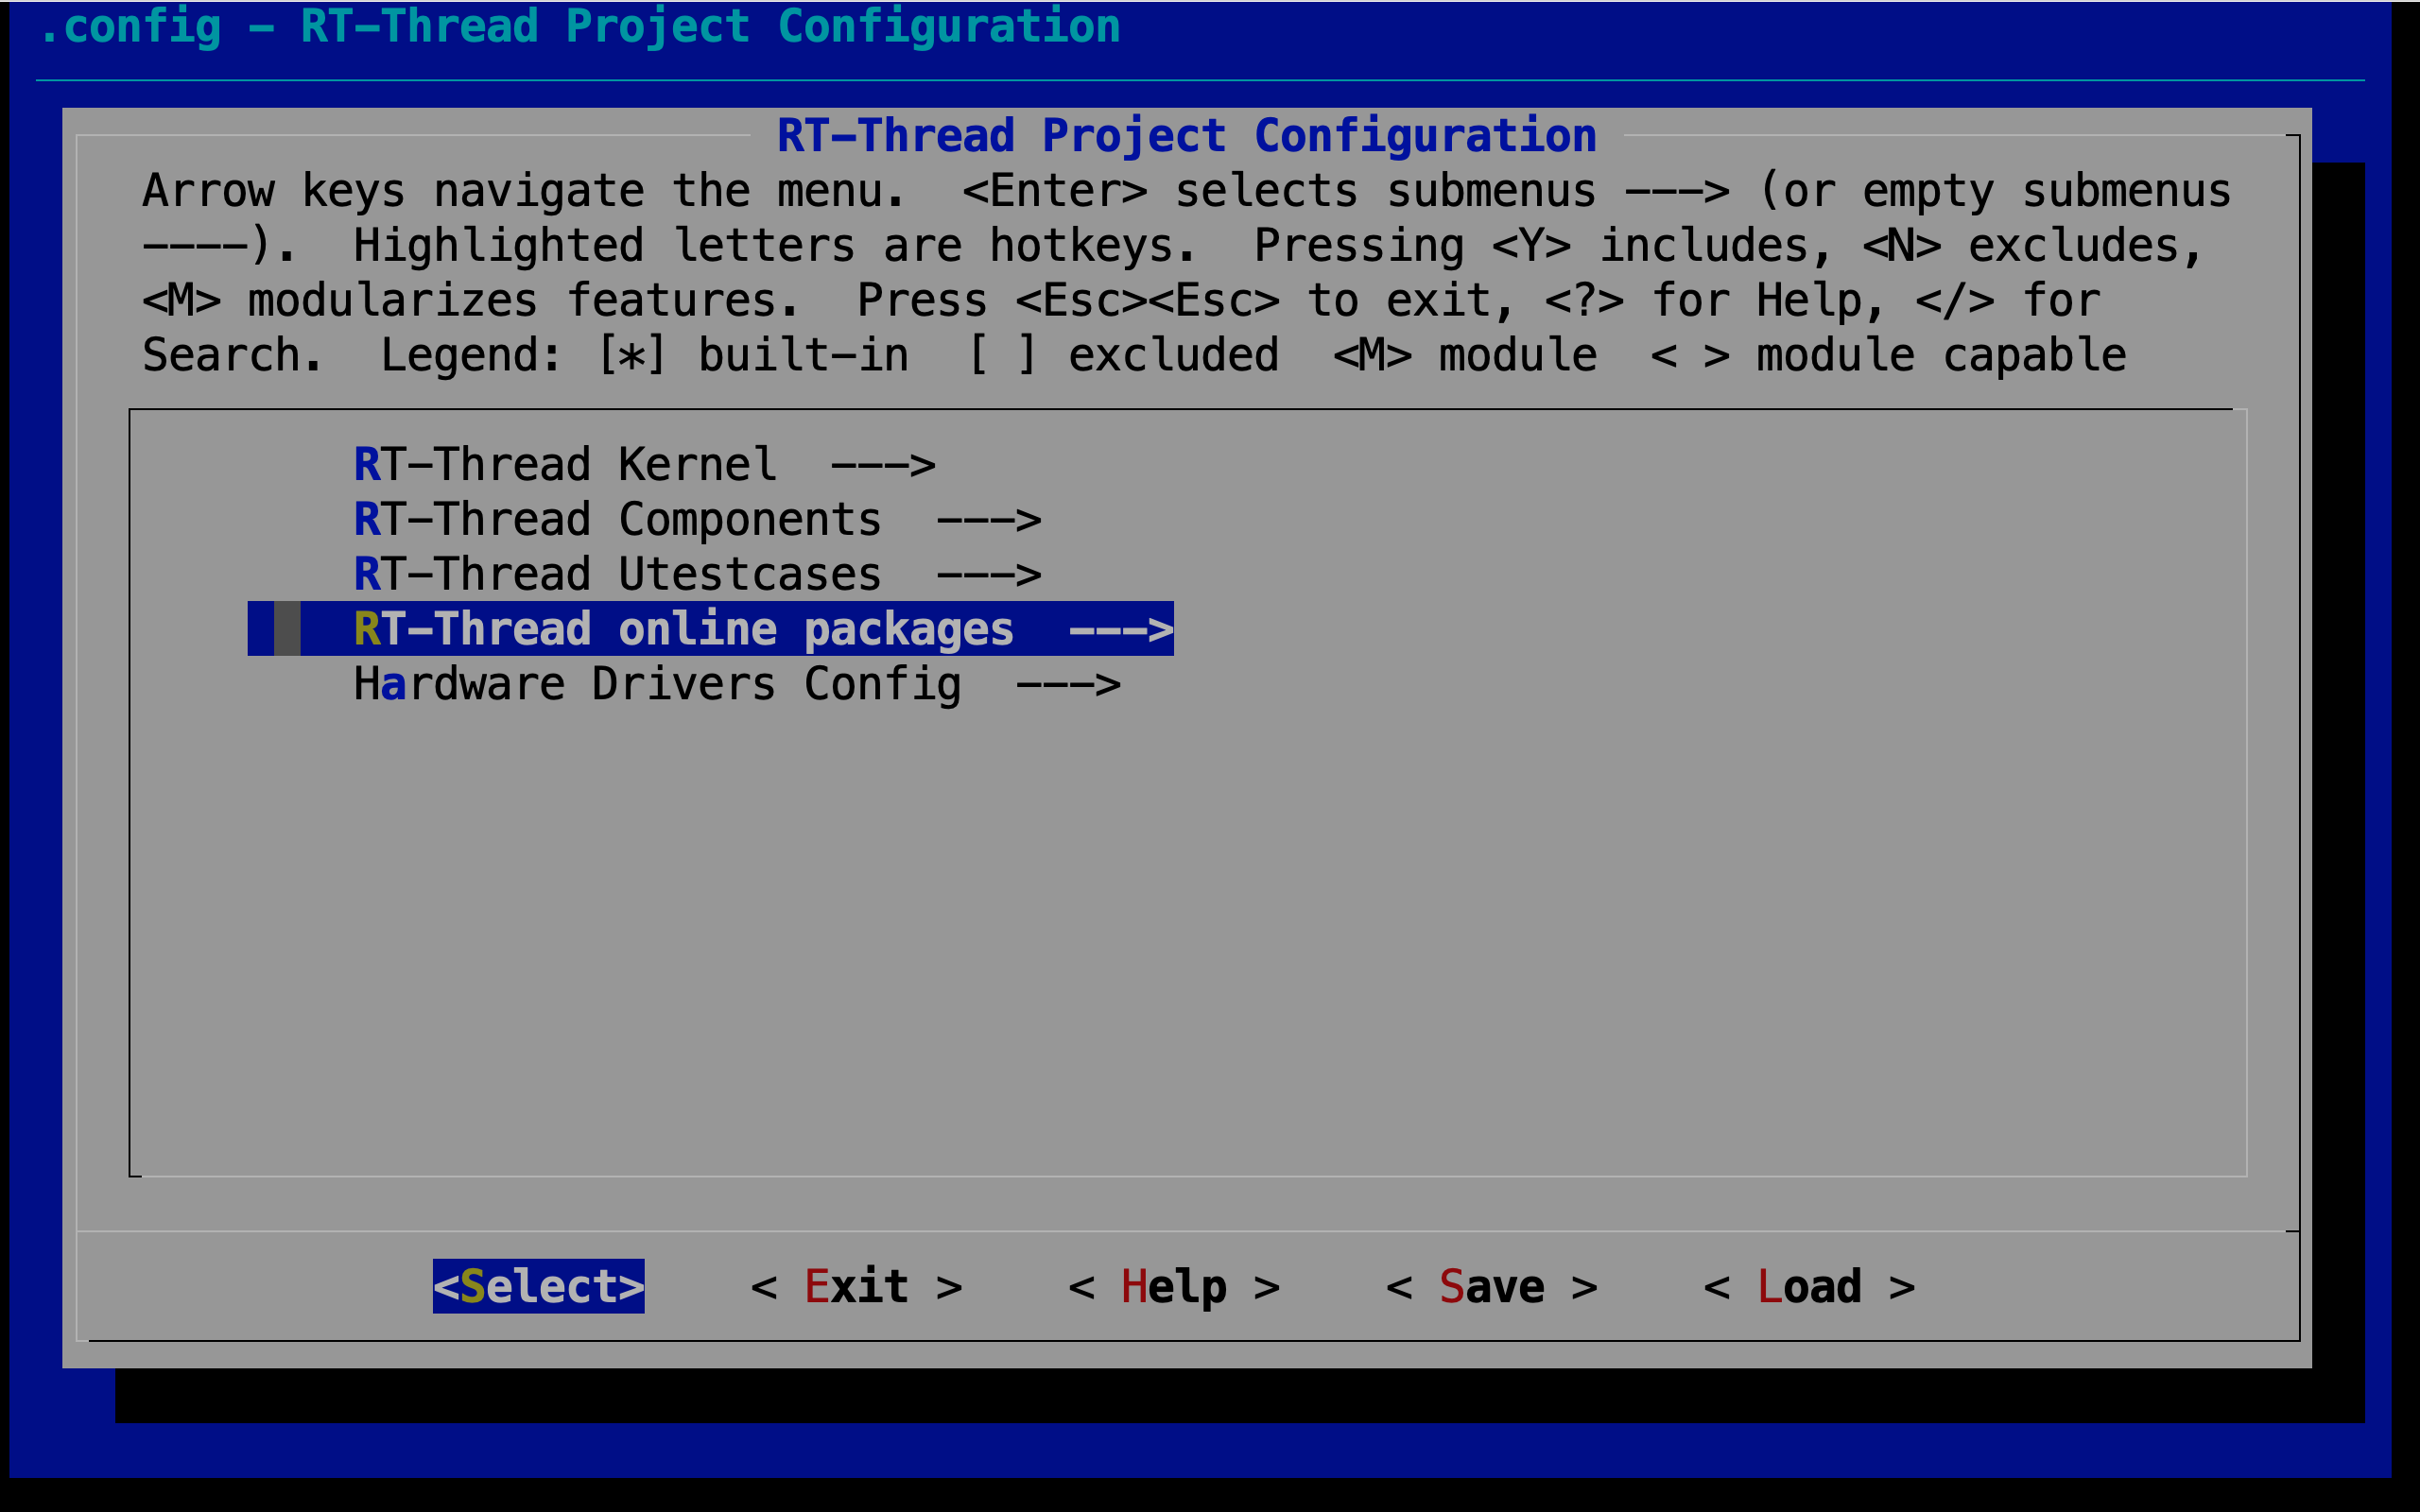 .config - RT-Thread Project Configuration
RT-Thread Project Configuration
Arrow keys navigate the menu.  <Enter> selects submenus ---> (or empty submenus
----).  Highlighted letters are hotkeys.  Pressing <Y> includes, <N> excludes,
<M> modularizes features.  Press <Esc><Esc> to exit, <?> for Help, </> for
Search.  Legend: [*] built-in  [ ] excluded  <M> module  < > module capable
RT-Thread Kernel  --->
RT-Thread Components  --->
RT-Thread Utestcases  --->
RT-Thread online packages  --->
Hardware Drivers Config  --->
<Select>    < Exit >    < Help >    < Save >    < Load >